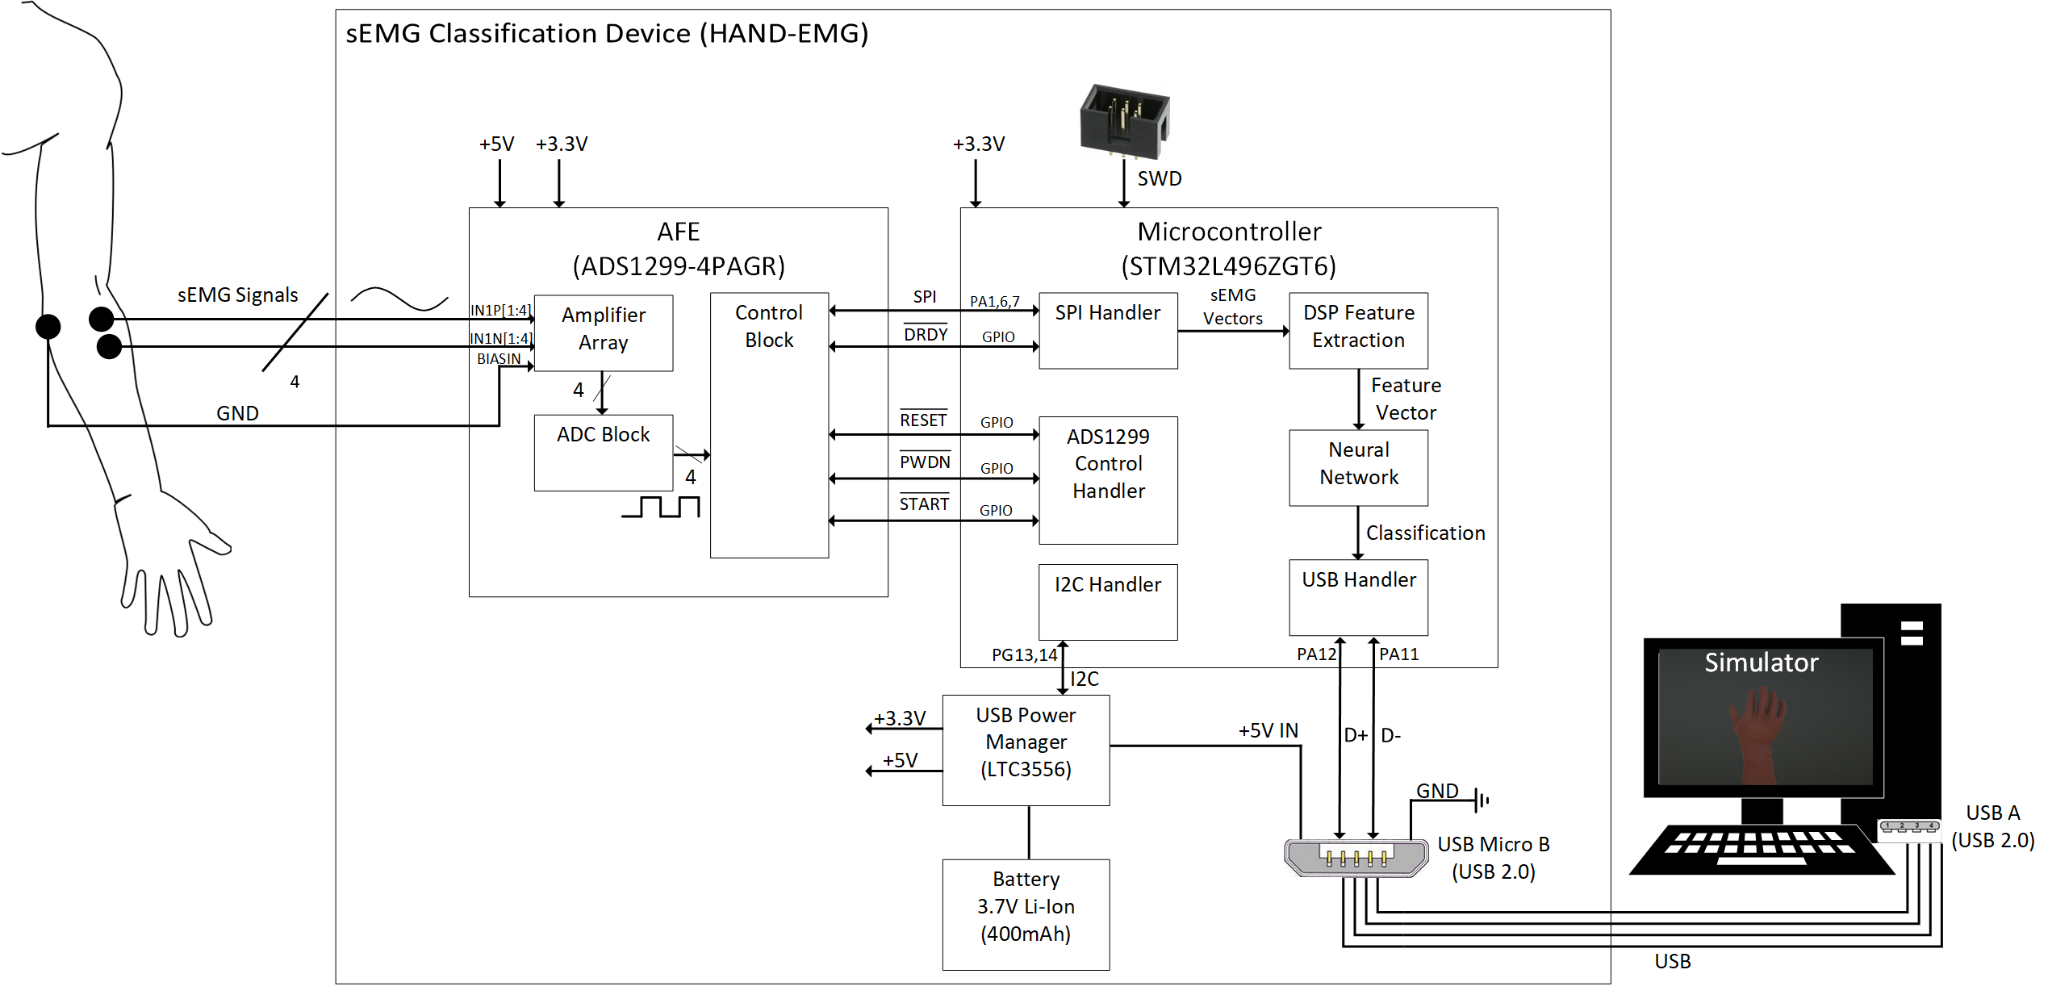 sEMG Classification Device (HAND-EMG)
+5V
+3.3V
+3.3V
SWD
AFE
(ADS1299-4PAGR)
Microcontroller
(STM32L496ZGT6)
sEMG Signals
4
GND
IN1P[1:4]
IN1N[1:4]
BIASIN
Amplifier
Array
4
ADC Block
4
Control
Block
SPI
PA1,6,7
DRDY
GPIO
RESET
GPIO
PWDN
GPIO
START
GPIO
SPI Handler
sEMG
Vectors
DSP Feature
Extraction
Feature
Vector
ADS1299
Control
Handler
Neural
Network
Classification
I2C Handler
USB Handler
PG13,14
I2C
PA12
PA11
USB Power
Manager
(LTC3556)
+3.3V
+5V
+5V IN
D+
D-
GND
Battery
3.7V Li-Ion
(400mAh)
USB Micro B
(USB 2.0)
Simulator
1 2 3 4
USB A
(USB 2.0)
USB